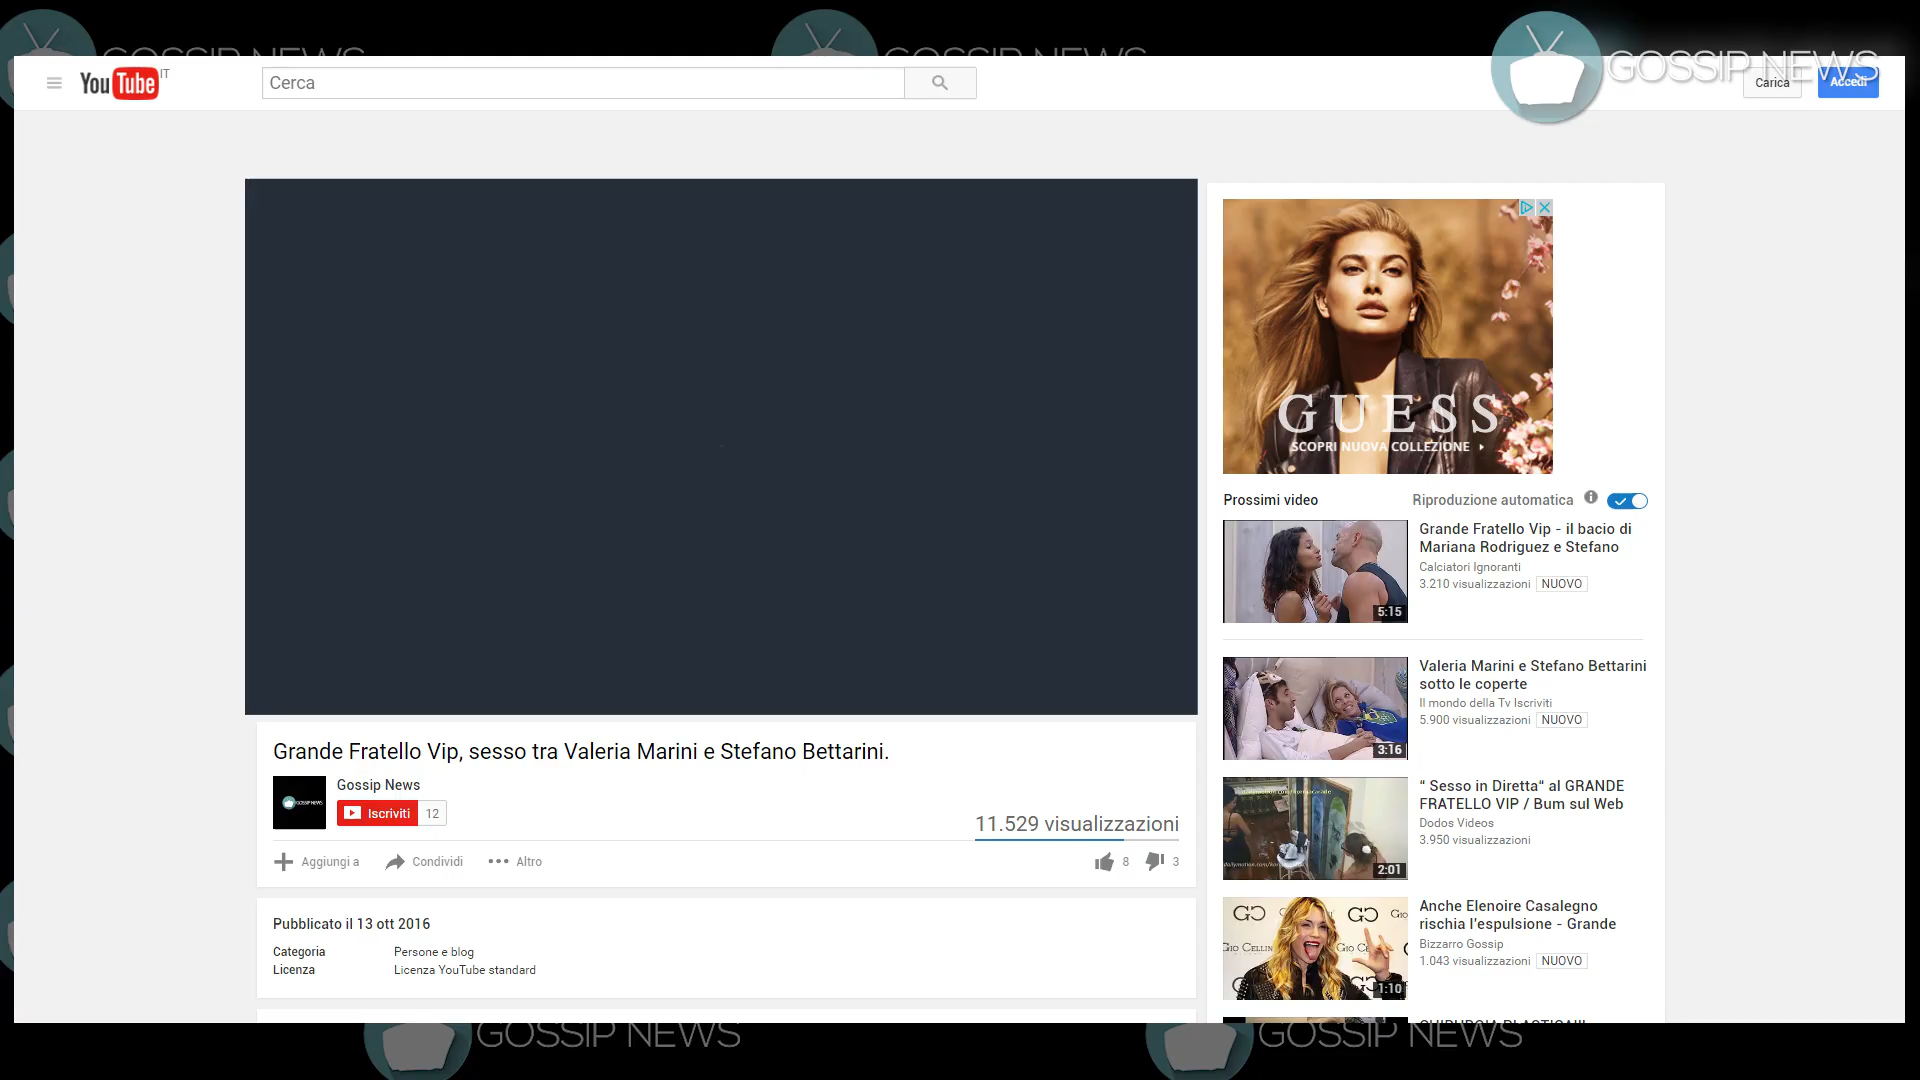 GOSSIP NEWS
GOSSIP NEWS
GOSSIP NEWS
YouTube IT
Cerca
Carica
Accedi
GUESS
SCOPRI NUOVA COLLEZIONE
Prossimi video
Riproduzione automatica
Grande Fratello Vip - il bacio di
Mariana Rodriguez e Stefano
Calciatori Ignoranti
3.210 visualizzazioni NUOVO
5:15
Valeria Marini e Stefano Bettarini
sotto le coperte
Il mondo della Tv Iscriviti
5.900 visualizzazioni NUOVO
3:16
“ Sesso in Diretta“ al GRANDE
FRATELLO VIP / Bum sul Web
Dodos Videos
3.950 visualizzazioni
2:01
Anche Elenoire Casalegno
rischia l'espulsione - Grande
Bizzarro Gossip
1.043 visualizzazioni NUOVO
1:10
Grande Fratello Vip, sesso tra Valeria Marini e Stefano Bettarini.
Gossip News
GOSSIP NEWS
Iscriviti 12
11.529 visualizzazioni
Aggiungi a Condividi Altro 8 3
Pubblicato il 13 ott 2016
Categoria Persone e blog
Licenza Licenza YouTube standard
GOSSIP NEWS
GOSSIP NEWS